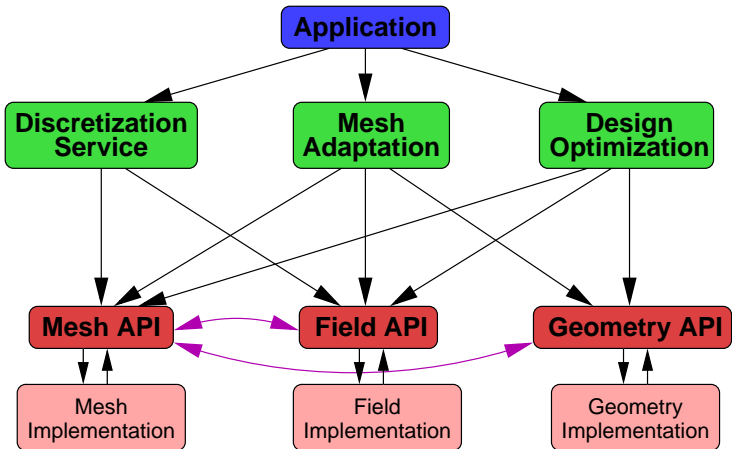 Application
Discretization
Service
Mesh
Adaptation
Design
Optimization
Mesh API
Field API
Geometry API
Mesh
Implementation
Field
Implementation
Geometry
Implementation